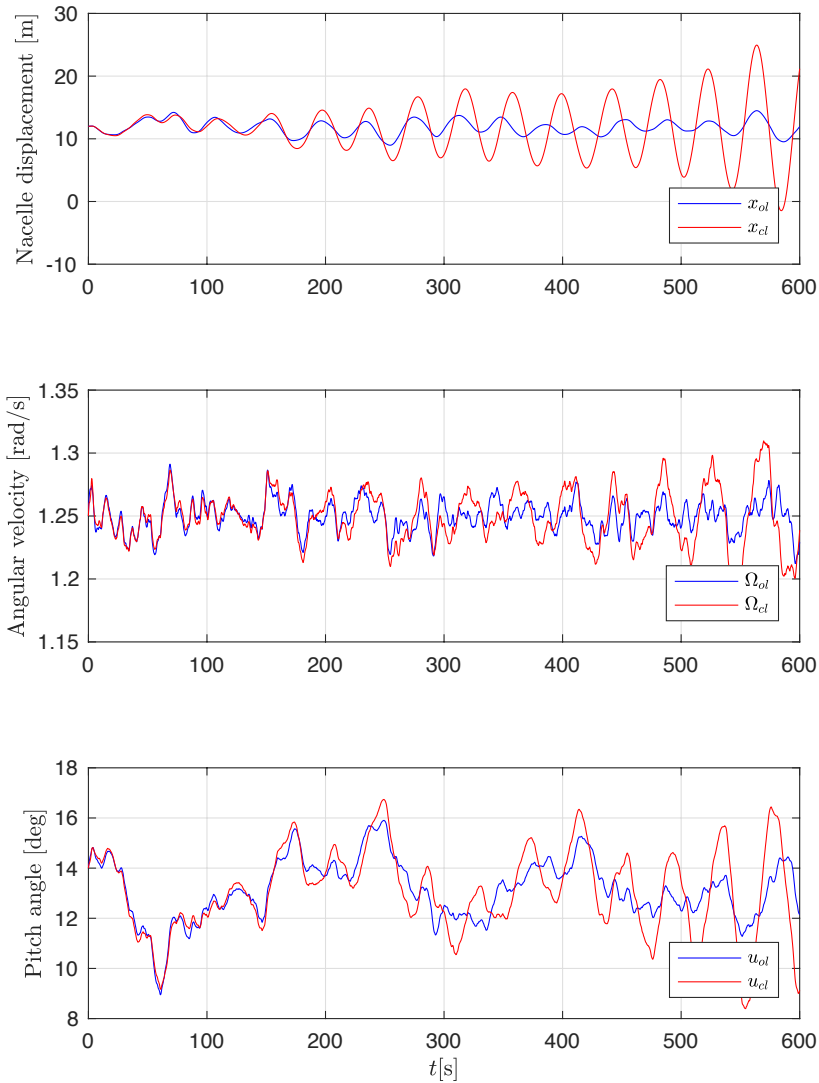 30
20
10
0
-10
Nacelle displacement [m]
x_ol
x_cl
0 100 200 300 400 500 600
1.35
1.3
1.25
1.2
1.15
Angular velocity [rad/s]
Ω_ol
Ω_cl
0 100 200 300 400 500 600
18
16
14
12
10
8
Pitch angle [deg]
u_ol
u_cl
0 100 200 300 400 500 600
t[s]